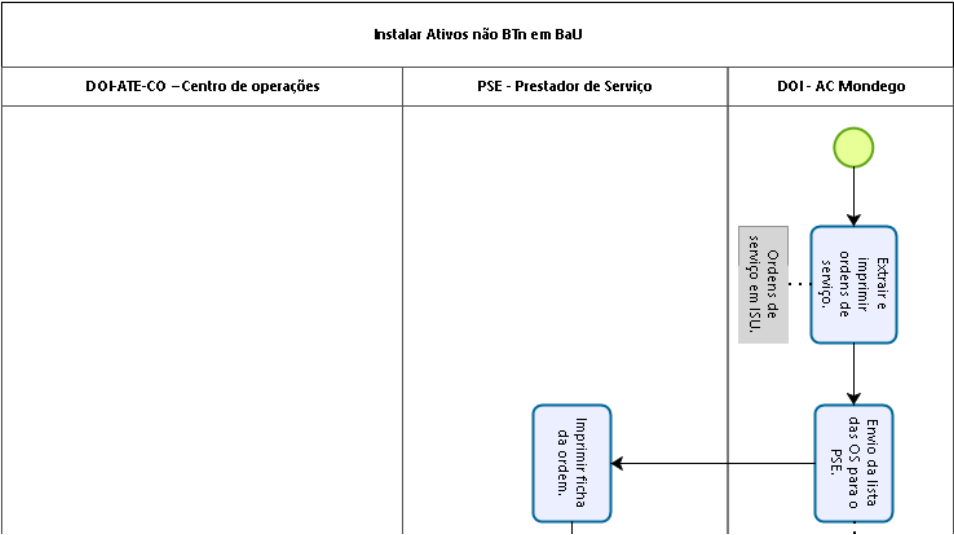 Instalar Ativos não BTn em BaU
DOI-ATE-CO – Centro de operações
PSE - Prestador de Serviço
DOI - AC Mondego
Extrair e
imprimir
ordens de
serviço.
Ordens de
serviço em ISU.
Envio da lista
das OS para o
PSE.
Imprimir ficha
da ordem.